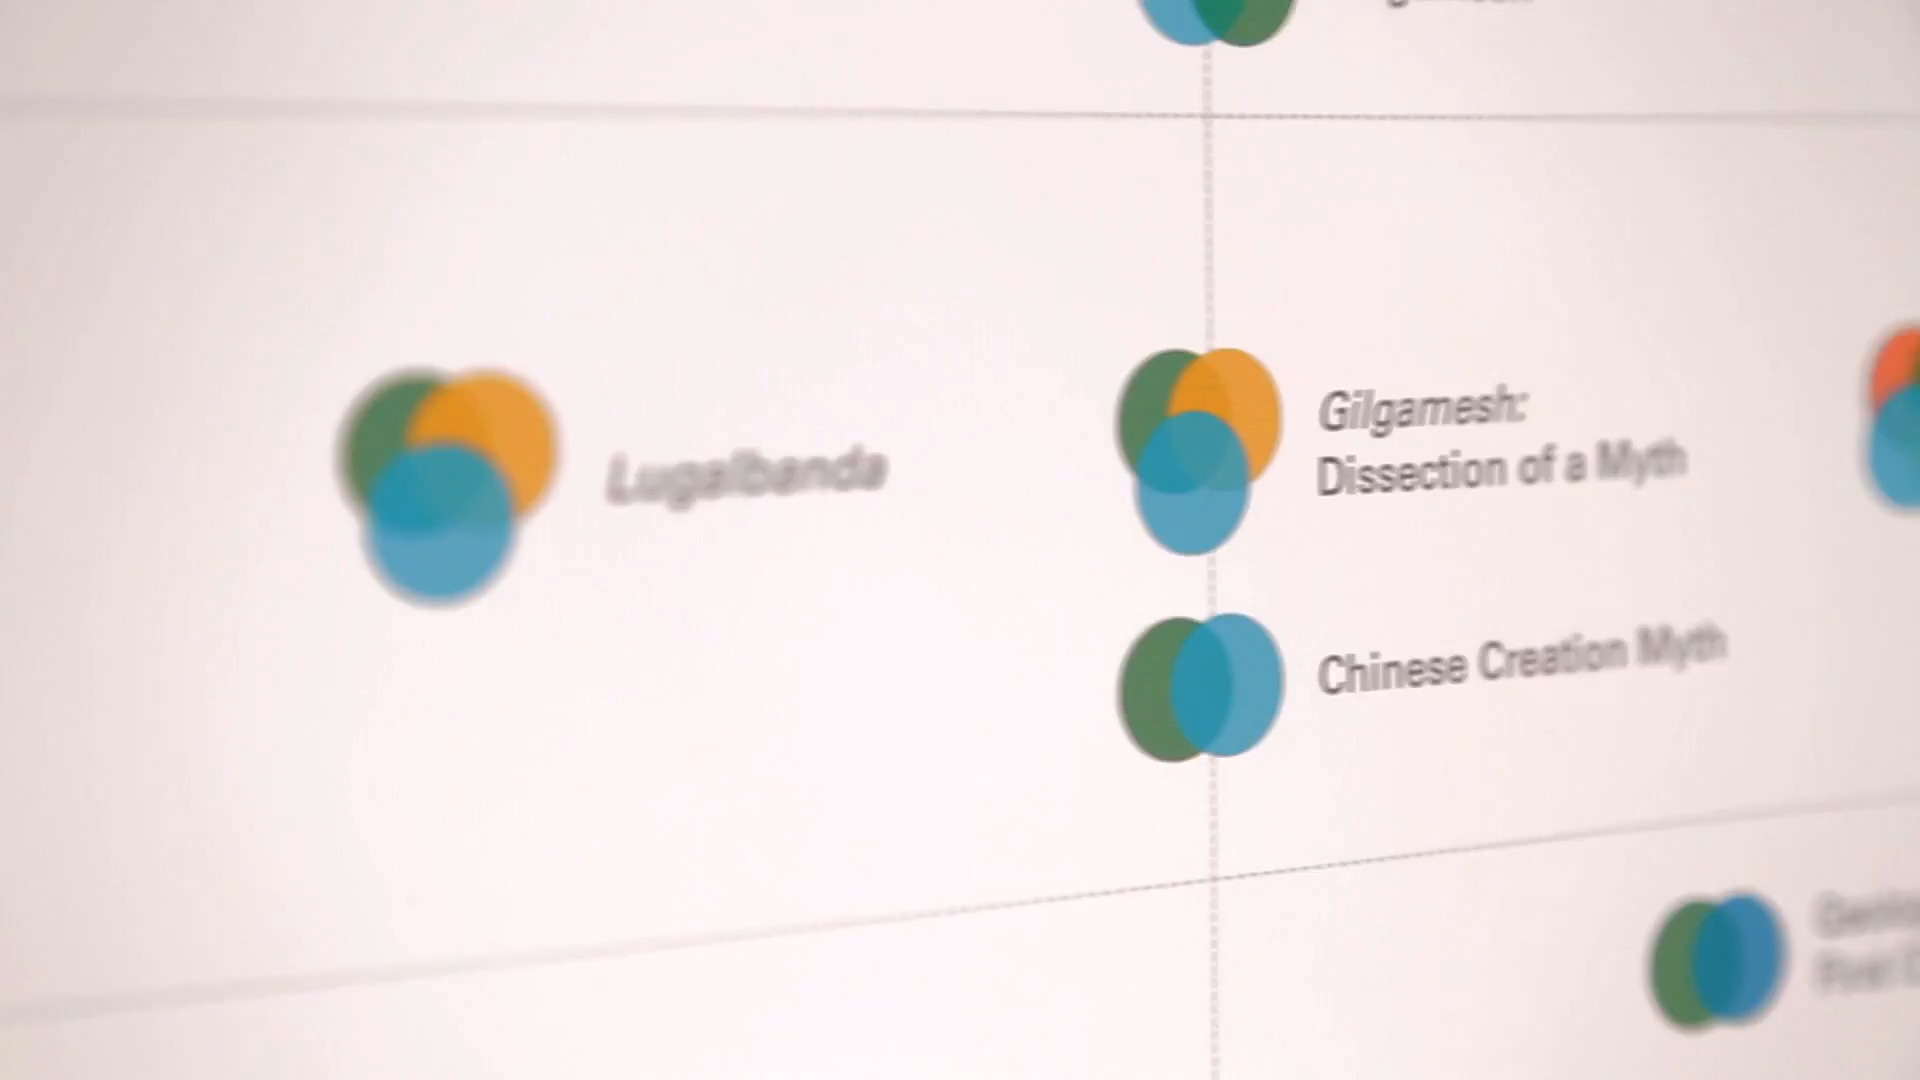 Lugalbanda
Gilgamesh:
Dissection of a Myth
Chinese Creation Myth